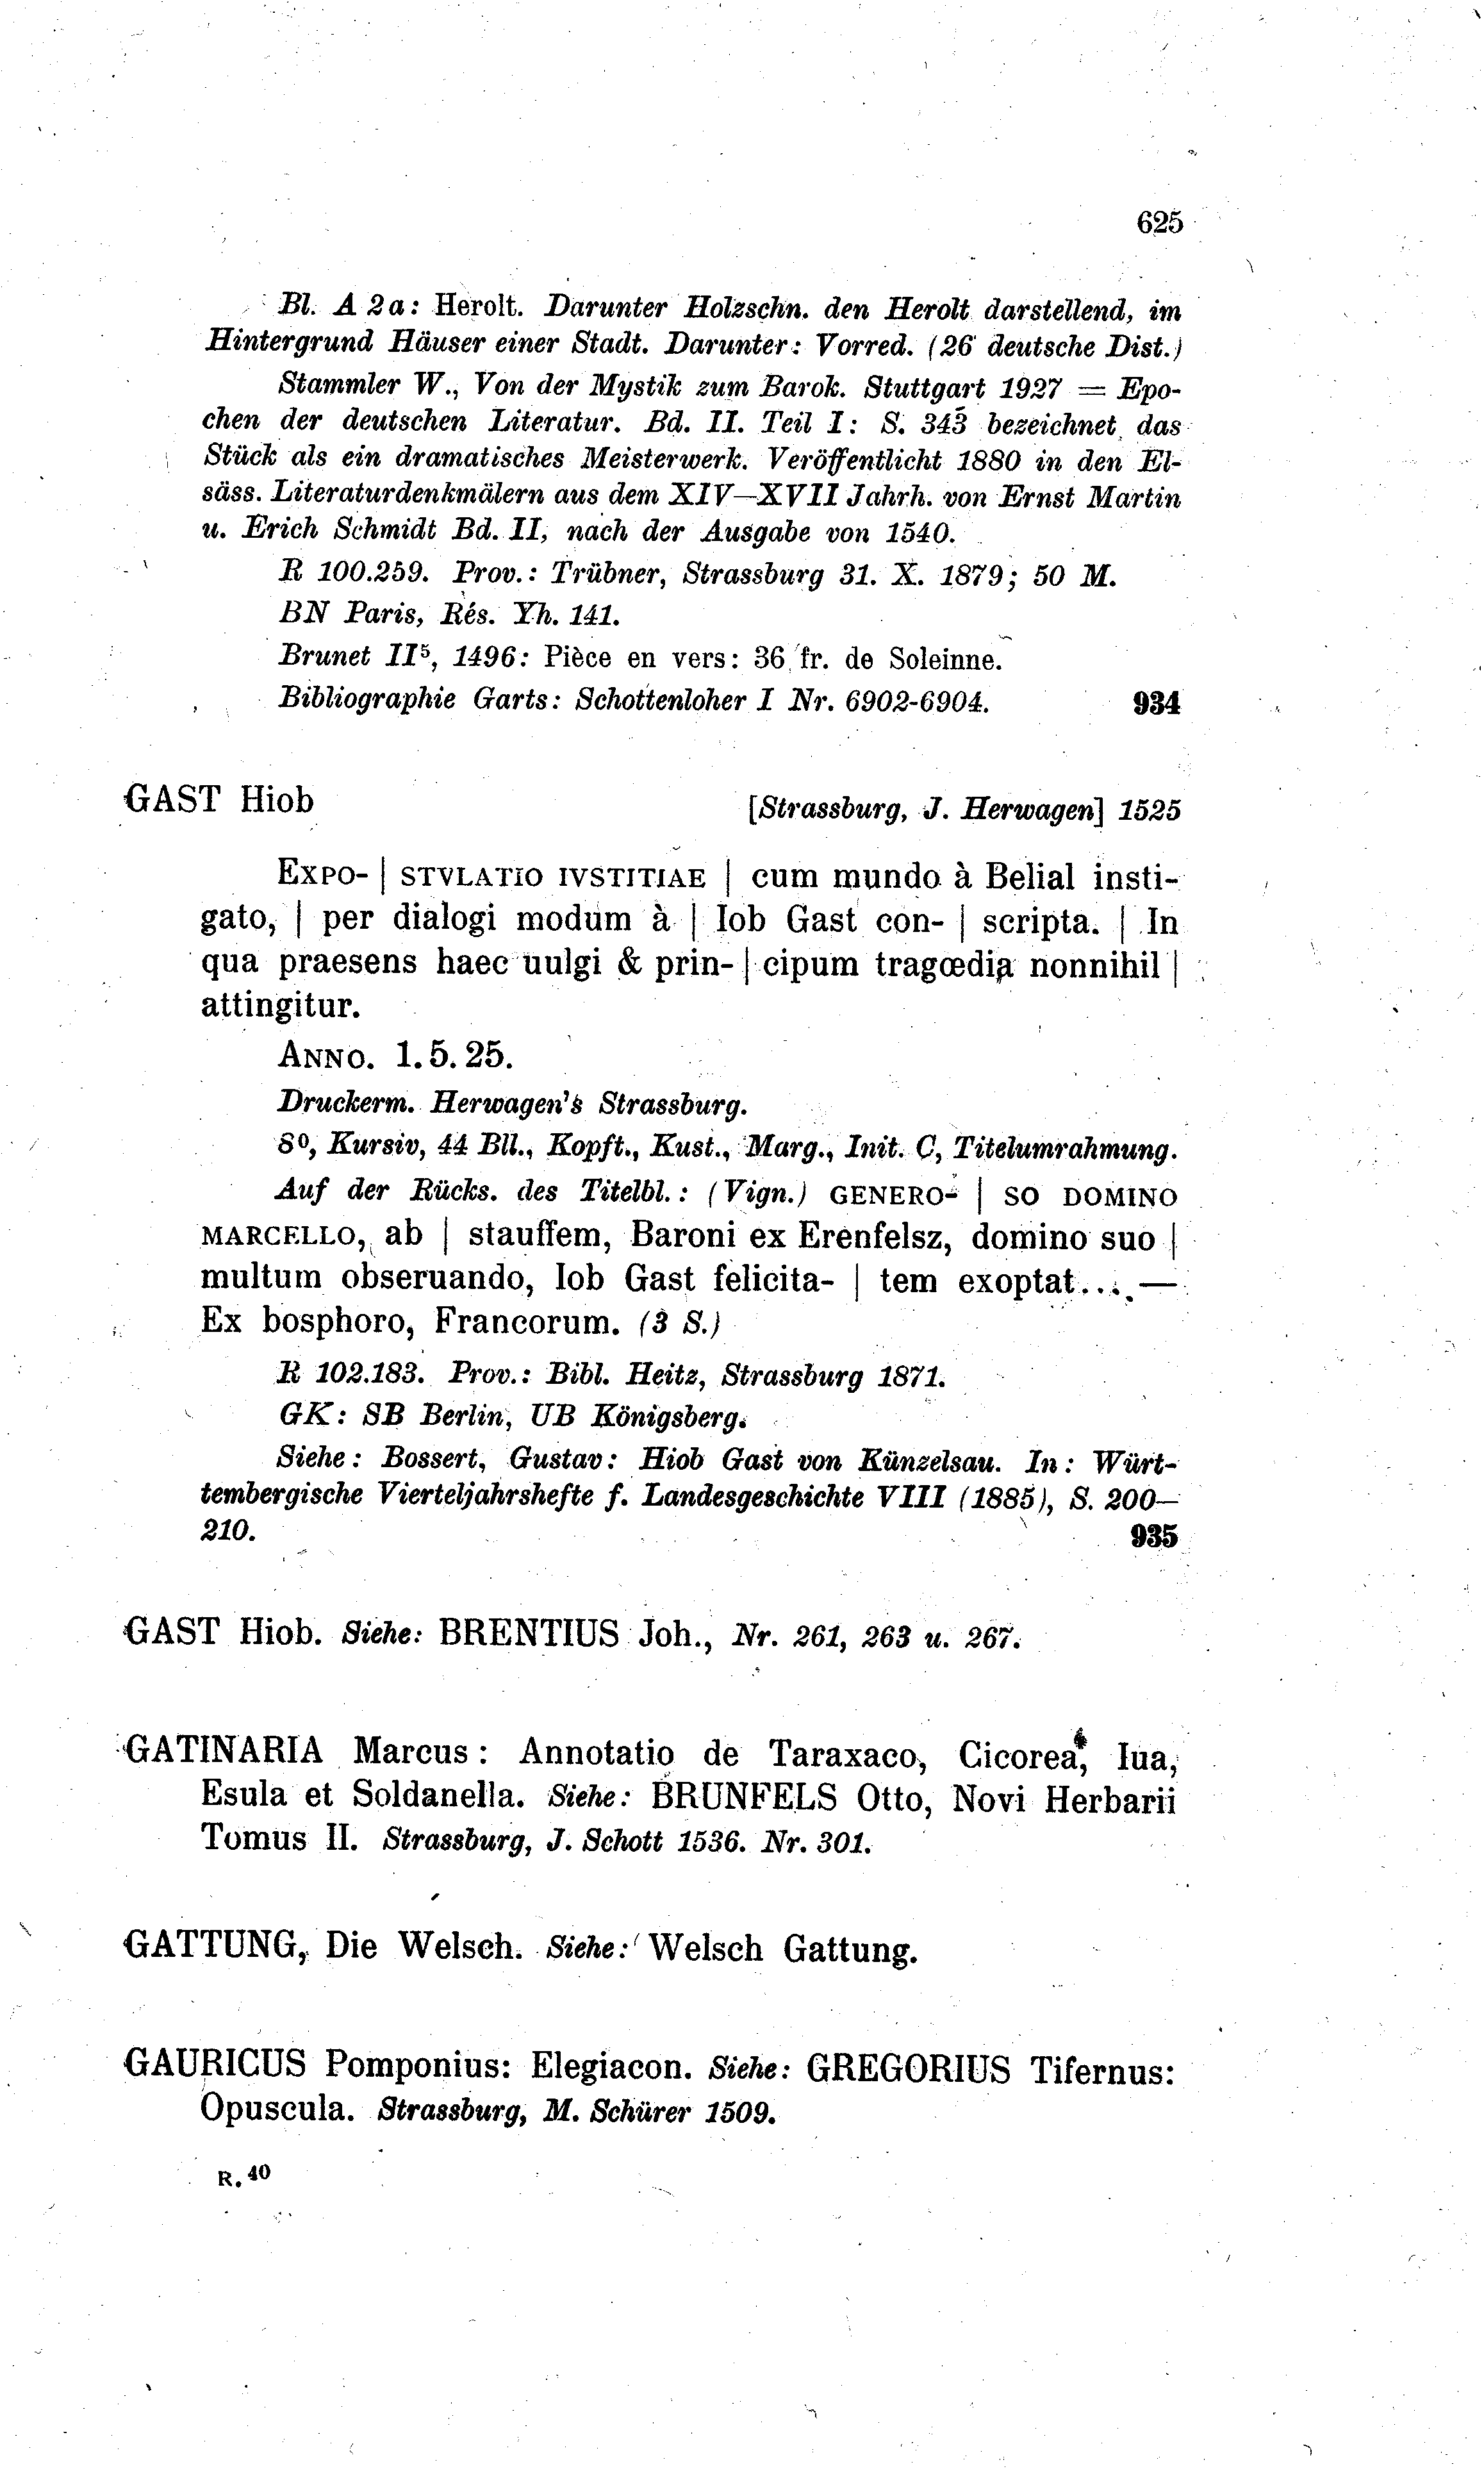 625
Bl. A 2a: Herolt. Darunter Holzschn. den Herolt darstellend, im
Hintergrund Häuser einer Stadt. Darunter: Vorred. (26 deutsche Dist.)
Stammler W., Von der Mystik zum Barok. Stuttgart 1927 = Epo-
chen der deutschen Literatur. Bd. II. Teil I: S. 343 bezeichnet das
Stück als ein dramatisches Meisterwerk. Veröffentlicht 1880 in den El-
säss. Literaturdenkmälern aus dem XIV—XVII Jahrh. von Ernst Martin
u. Erich Schmidt Bd. II, nach der Ausgabe von 1540.
R 100.259. Prov.: Trübner, Strassburg 31. X. 1879; 50 M.
BN Paris, Rés. Yh. 141.
Brunet II⁵, 1496: Pièce en vers: 36 fr. de Soleinne.
Bibliographie Garts: Schottenloher I Nr. 6902-6904. 934
GAST Hiob [Strassburg, J. Herwagen] 1525
EXPO- | STVLATIO IVSTITIAE | cum mundo à Belial insti-
gato, | per dialogi modum à | Iob Gast con- | scripta. | In
qua praesens haec uulgi & prin- | cipum tragœdia nonnihil |
attingitur.
ANNO. 1.5.25.
Druckerm. Herwagen's Strassburg.
8o, Kursiv, 44 Bll., Kopft., Kust., Marg., Init. C, Titelumrahmung.
Auf der Rücks. des Titelbl.: (Vign.) GENERO- | SO DOMINO
MARCELLO, ab | stauffem, Baroni ex Erenfelsz, domino suo |
multum obseruando, Iob Gast felicita- | tem exoptat.... —
Ex bosphoro, Francorum. (3 S.)
R 102.183. Prov.: Bibl. Heitz, Strassburg 1871.
GK: SB Berlin, UB Königsberg.
Siehe: Bossert, Gustav: Hiob Gast von Künzelsau. In: Würt-
tembergische Vierteljahrshefte f. Landesgeschichte VIII (1885), S. 200—
210. 935
GAST Hiob. Siehe: BRENTIUS Joh., Nr. 261, 263 u. 267.
GATINARIA Marcus: Annotatio de Taraxaco, Cicorea, Iua,
Esula et Soldanella. Siehe: BRUNFELS Otto, Novi Herbarii
Tomus II. Strassburg, J. Schott 1536. Nr. 301.
GATTUNG, Die Welsch. Siehe: Welsch Gattung.
GAURICUS Pomponius: Elegiacon. Siehe: GREGORIUS Tifernus:
Opuscula. Strassburg, M. Schürer 1509.
R. 40